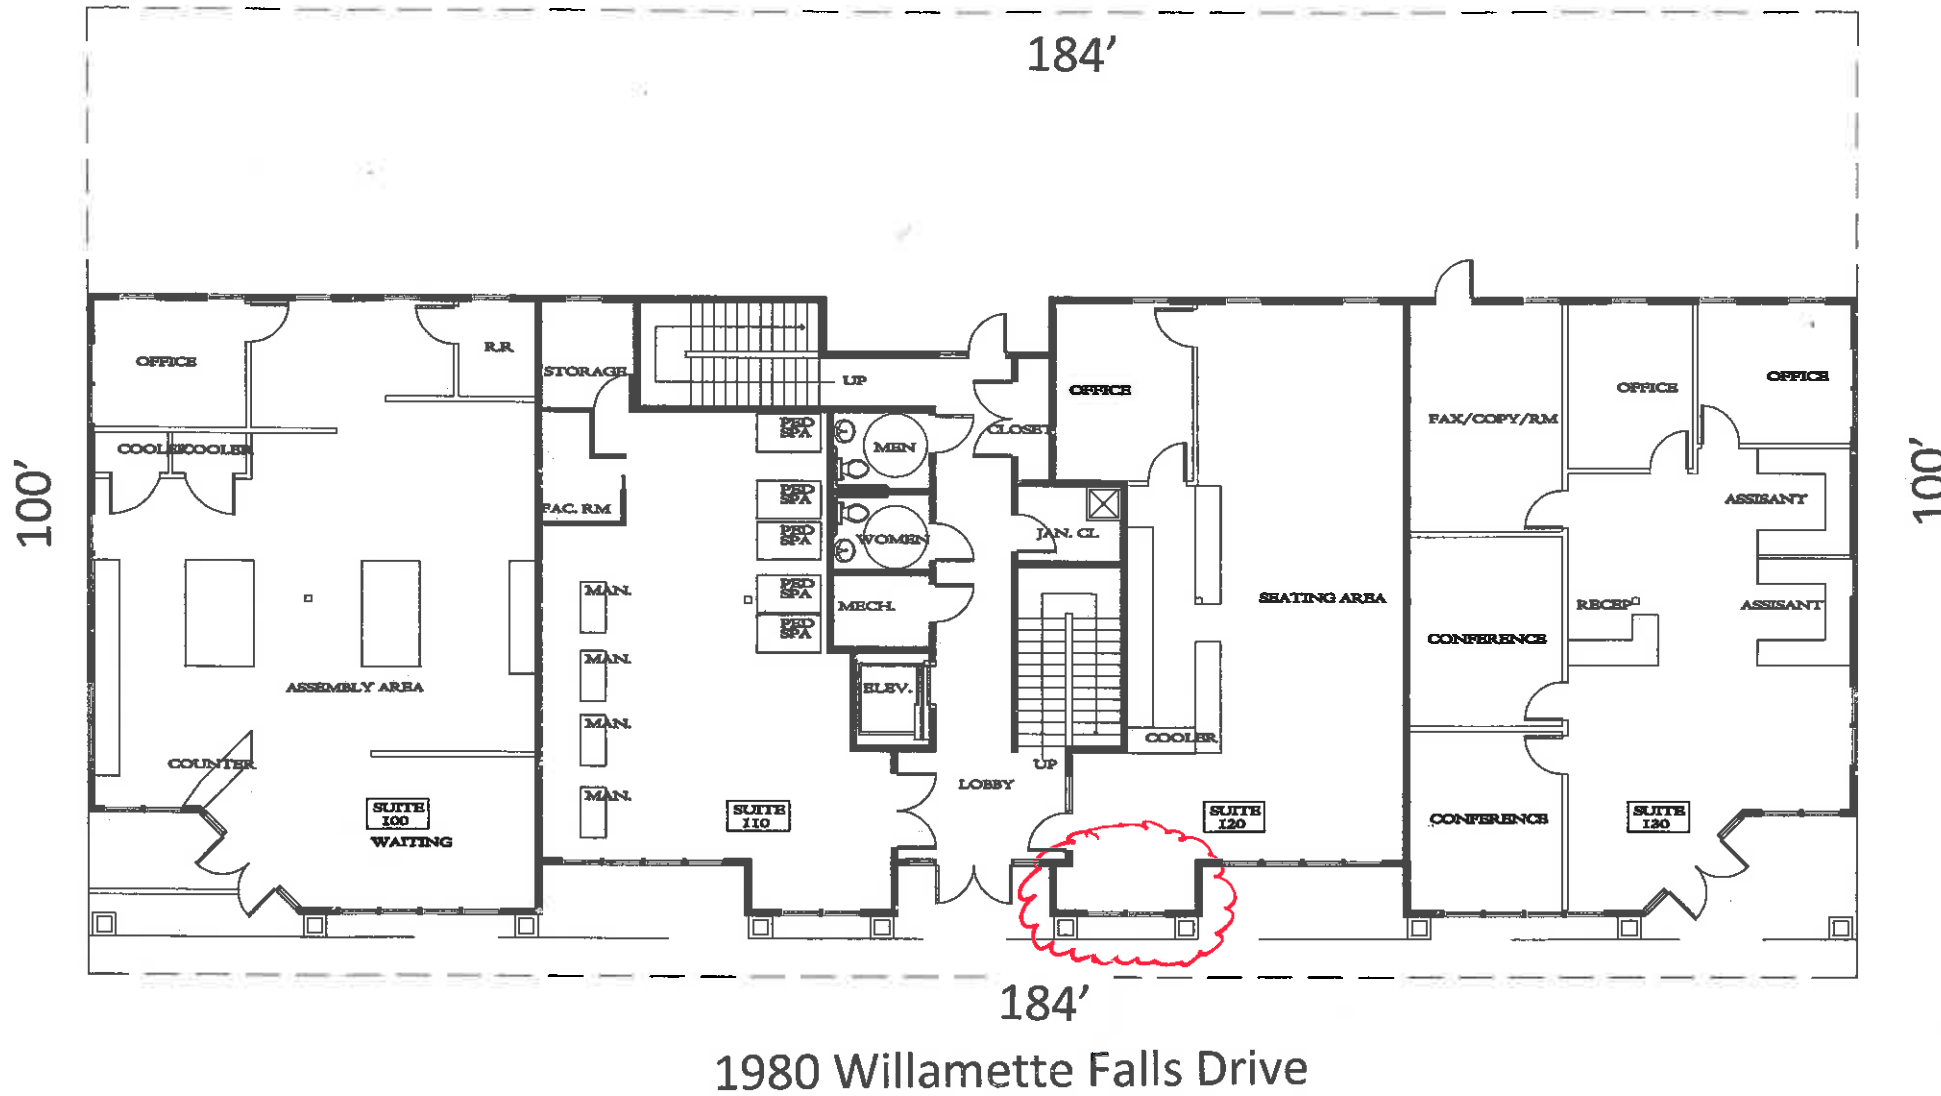 184’
OFFICE
R.R
STORAGE
UP
PED
SPA
MEN
CLOSET
OFFICE
FAX/COPY/RM
OFFICE
OFFICE
COOLER
COOLER
100’
100’
FAC. RM
PED
SPA
PED
SPA
WOMEN
JAN. CL
ASSISANT
MAN.
PED
SPA
PED
SPA
MECH.
SEATING AREA
RECEP
ASSISANT
CONFERENCE
MAN.
ASSEMBLY AREA
ELEV.
MAN.
COOLER
COUNTER
UP
LOBBY
MAN.
SUITE
100
WAITING
SUITE
110
SUITE
120
CONFERENCE
SUITE
130
184’
1980 Willamette Falls Drive